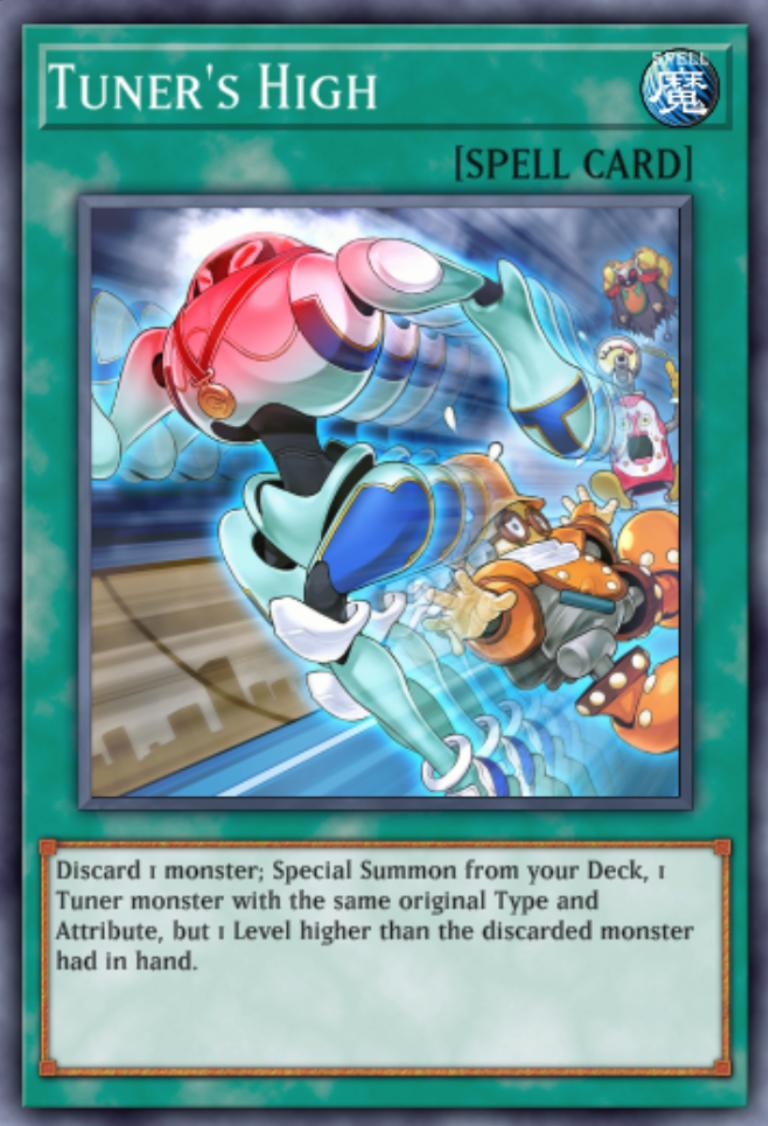 Tuner's High
SPELL
魔
[SPELL CARD]
Discard 1 monster; Special Summon from your Deck, 1
Tuner monster with the same original Type and
Attribute, but 1 Level higher than the discarded monster
had in hand.